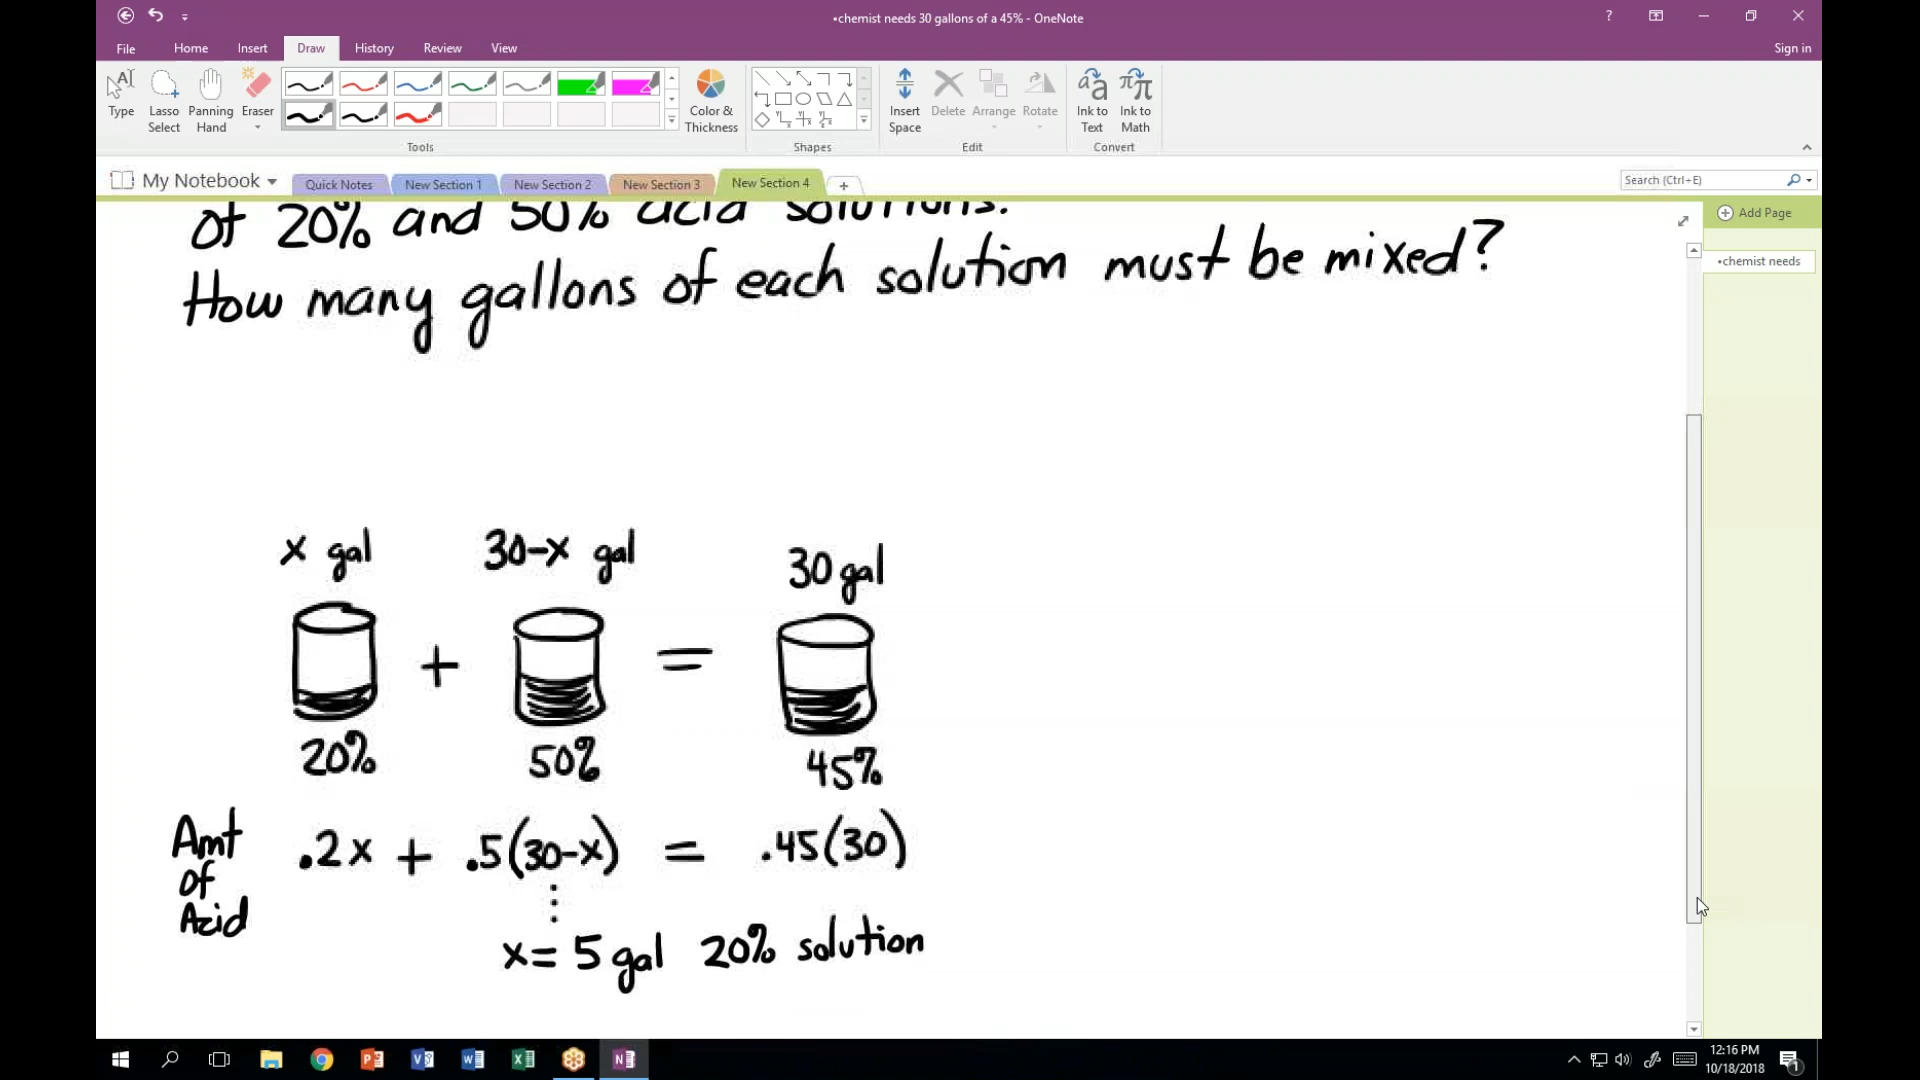 •chemist needs 30 gallons of a 45% - OneNote
?
File Home Insert Draw History Review View
Sign in
Type
Lasso Select
Panning Hand
Eraser
Color & Thickness
Insert Space
Delete
Arrange
Rotate
Ink to Text
Ink to Math
Tools
Shapes
Edit
Convert
My Notebook
Quick Notes
New Section 1
New Section 2
New Section 3
New Section 4
Search (Ctrl+E)
Add Page
•chemist needs
of 20% and 50% acid solutions.
How many gallons of each solution must be mixed?
x gal 30-x gal 30 gal
+ =
20% 50% 45%
Amt of Acid
.2x + .5(30-x) = .45(30)
x = 5 gal 20% solution
12:16 PM
10/18/2018